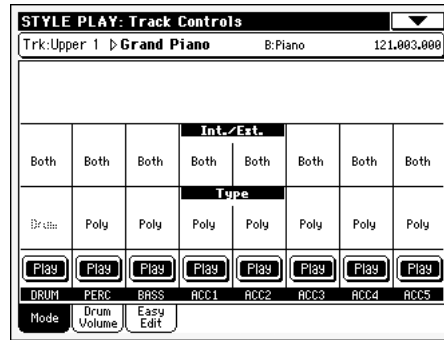 STYLE PLAY: Track Controls
Trk:Upper 1 ▷Grand Piano B:Piano 121.003.000
Int./Ext.
Both Both Both Both Both Both Both Both
Type
Drum Poly Poly Poly Poly Poly Poly Poly
Play Play Play Play Play Play Play Play
DRUM PERC BASS ACC1 ACC2 ACC3 ACC4 ACC5
Mode Drum Volume Easy Edit